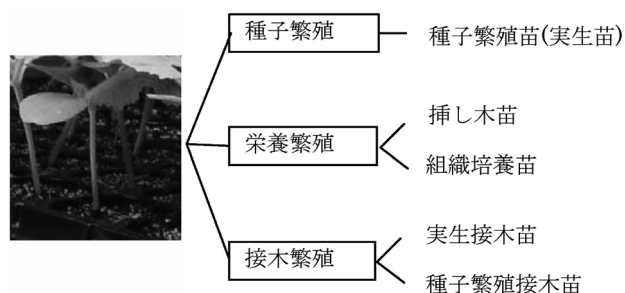 種子繁殖
種子繁殖苗(実生苗)
栄養繁殖
挿し木苗
組織培養苗
接木繁殖
実生接木苗
種子繁殖接木苗